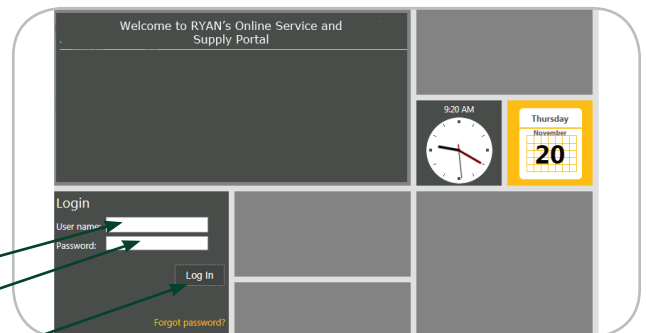 Welcome to RYAN's Online Service and
Supply Portal
9:20 AM
Thursday
November
20
Login
User name:
Password:
Log In
Forgot password?